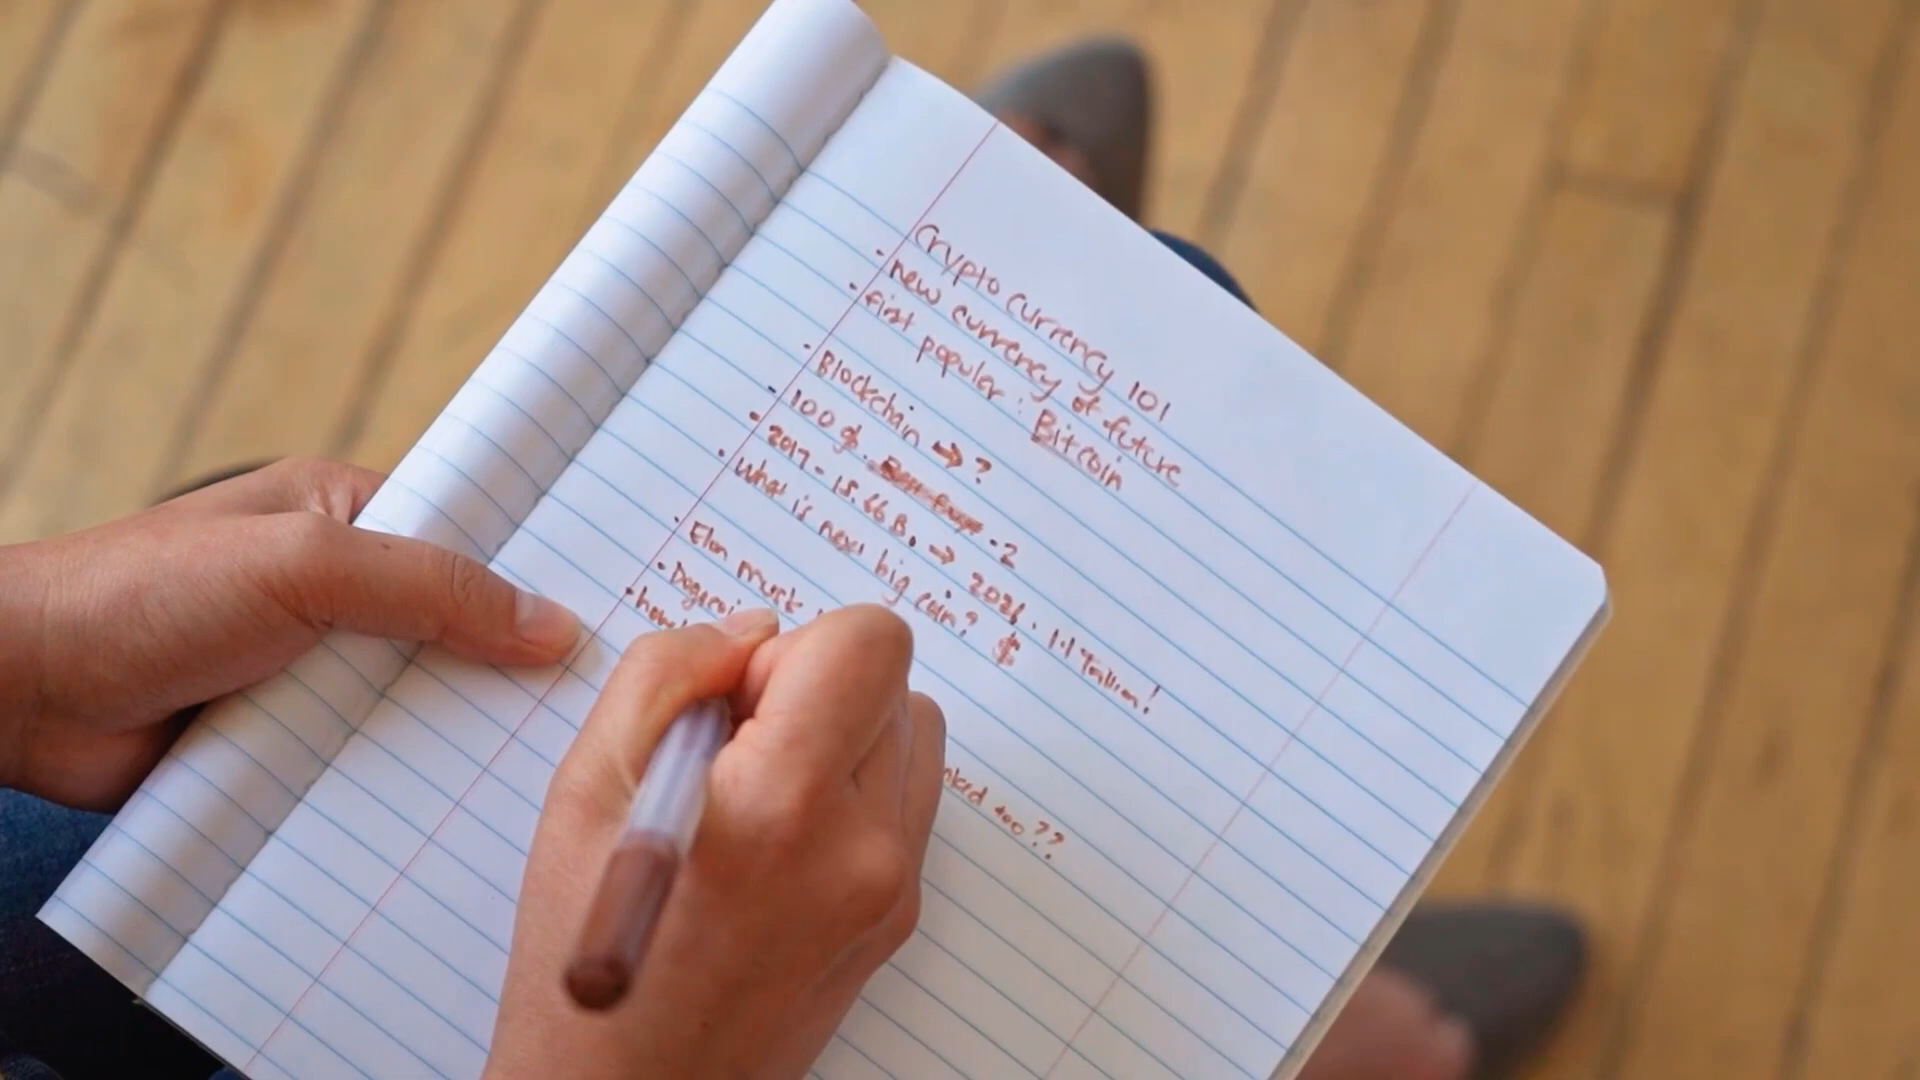 Crypto Currency 101
- new currency of future
- first popular : Bitcoin
- Blockchain → ?
- 100 $. -2
- 2017 - 15.66 B. → 2021. 1.1 Trillion!
- What is next big coin? $
- Elon Musk
- Dogecoin
too ??